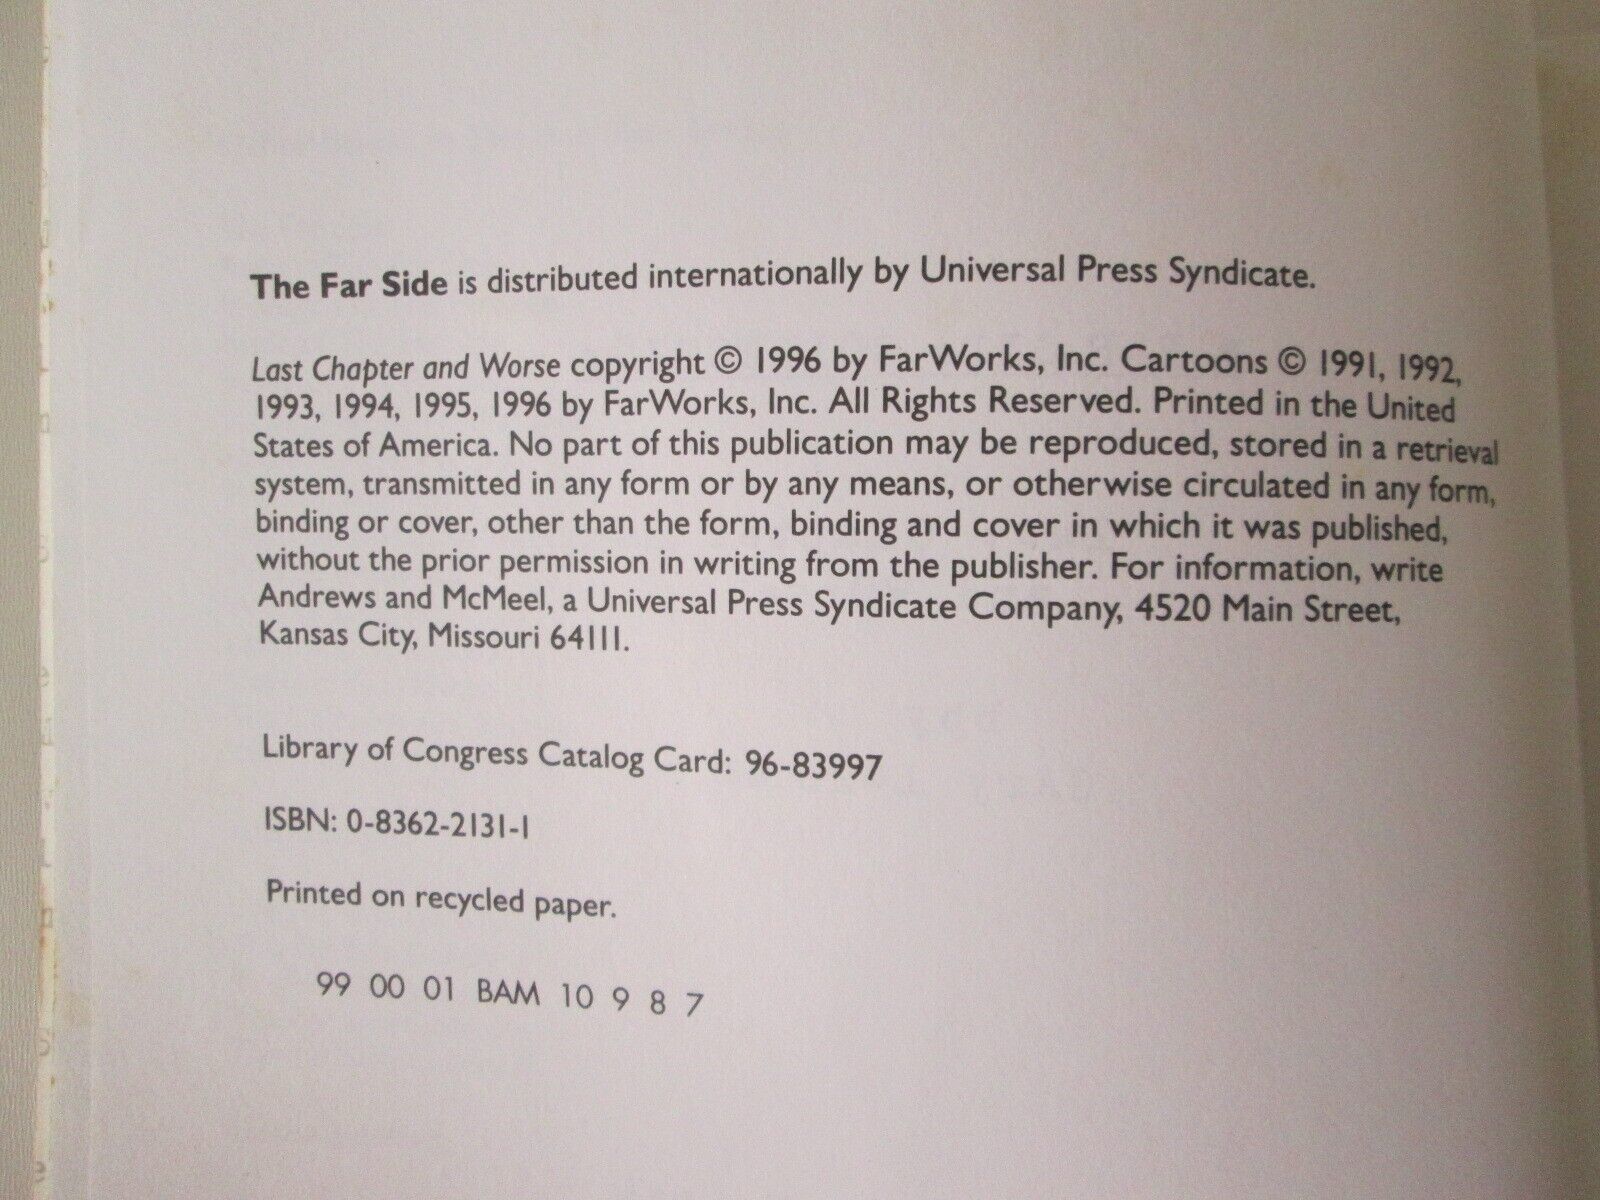 The Far Side is distributed internationally by Universal Press Syndicate.
Last Chapter and Worse copyright © 1996 by FarWorks, Inc. Cartoons © 1991, 1992,
1993, 1994, 1995, 1996 by FarWorks, Inc. All Rights Reserved. Printed in the United
States of America. No part of this publication may be reproduced, stored in a retrieval
system, transmitted in any form or by any means, or otherwise circulated in any form,
binding or cover, other than the form, binding and cover in which it was published,
without the prior permission in writing from the publisher. For information, write
Andrews and McMeel, a Universal Press Syndicate Company, 4520 Main Street,
Kansas City, Missouri 64111.
Library of Congress Catalog Card: 96-83997
ISBN: 0-8362-2131-1
Printed on recycled paper.
99 00 01 BAM 10 9 8 7